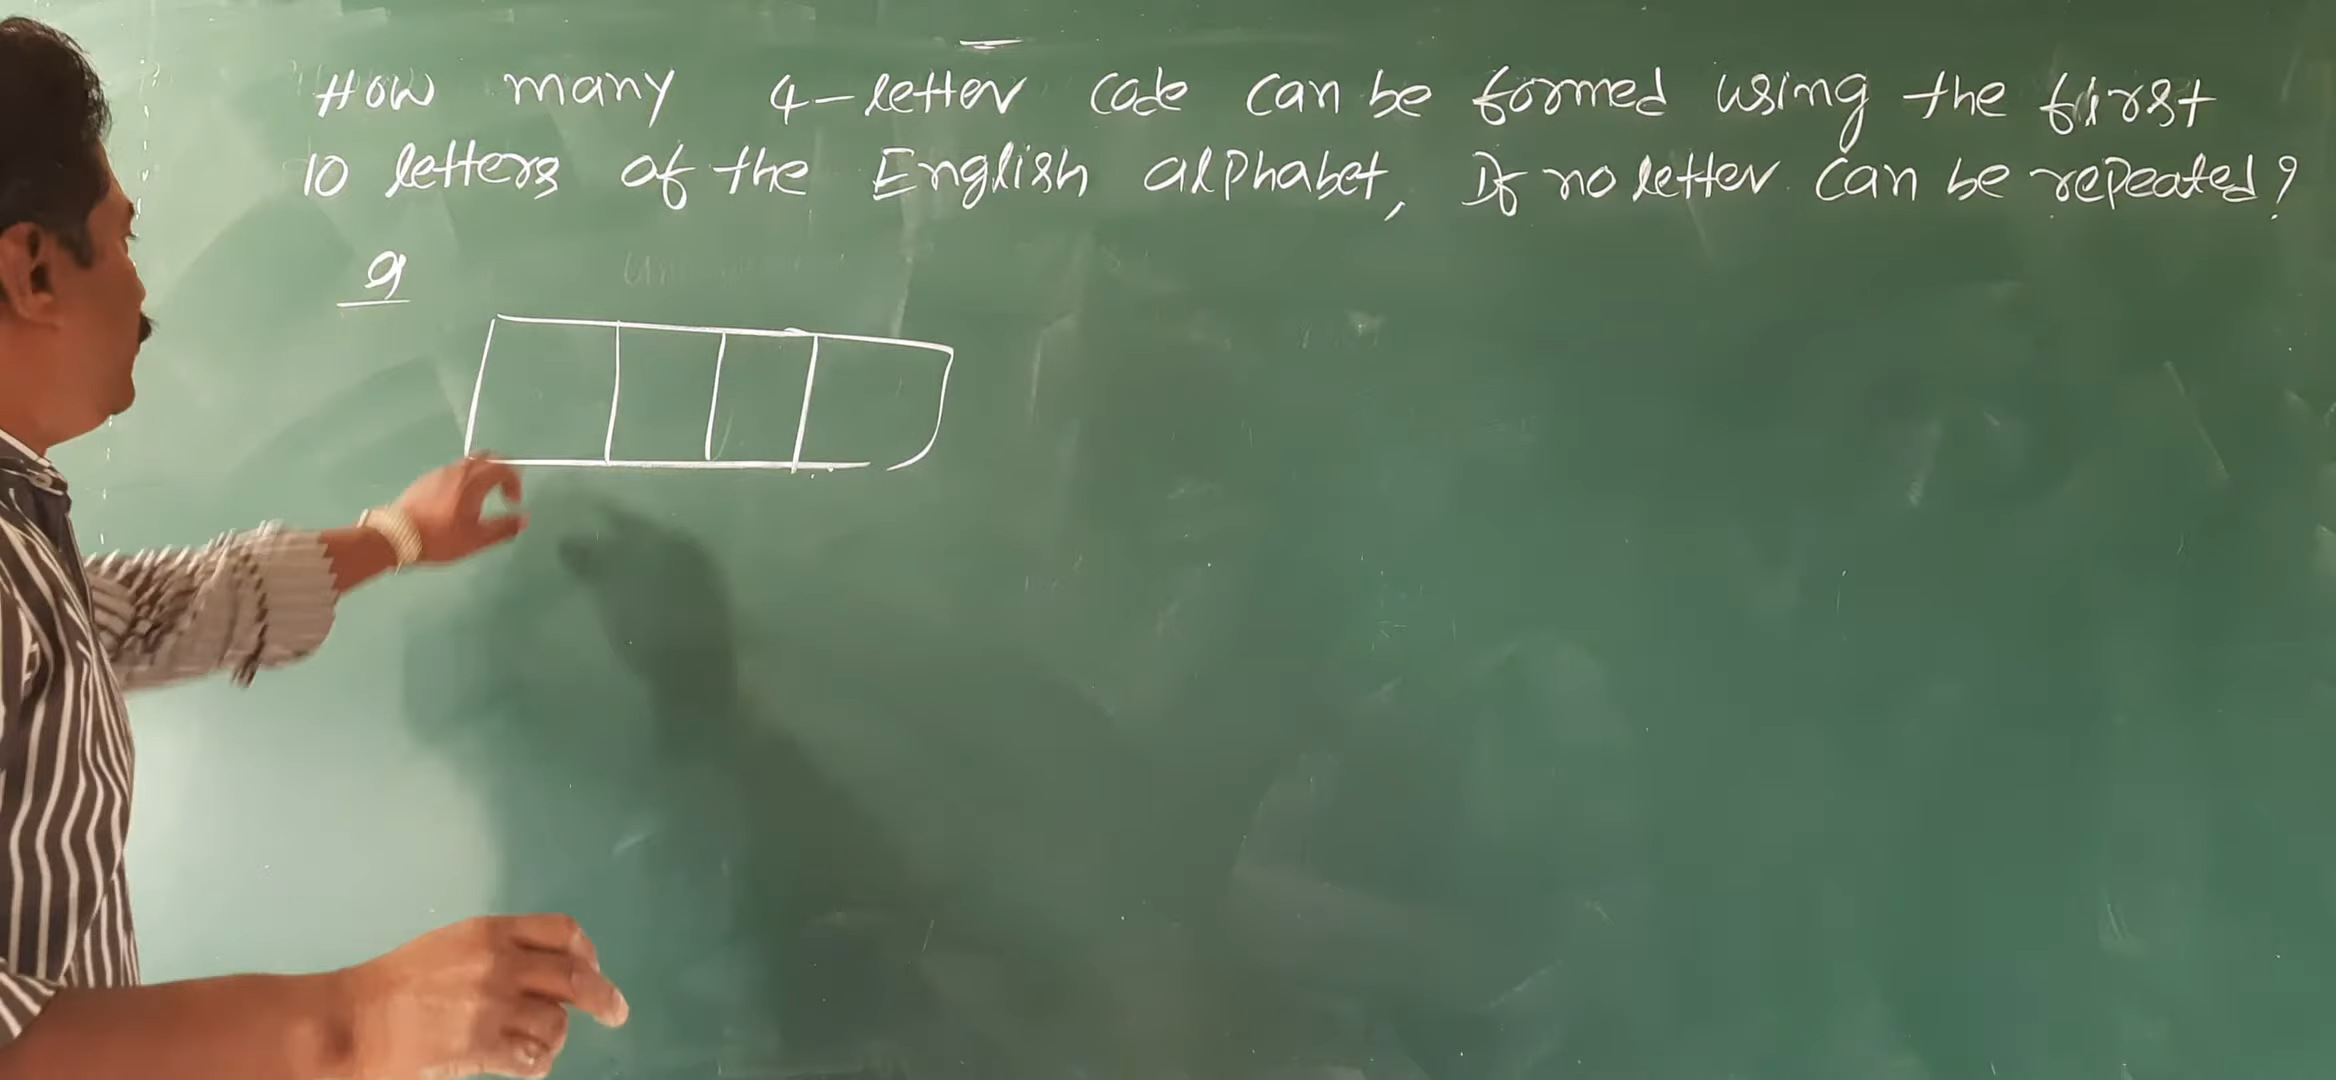 How many 4-letter code can be formed using the first
10 letters of the English alphabet, If no letter can be repeated?